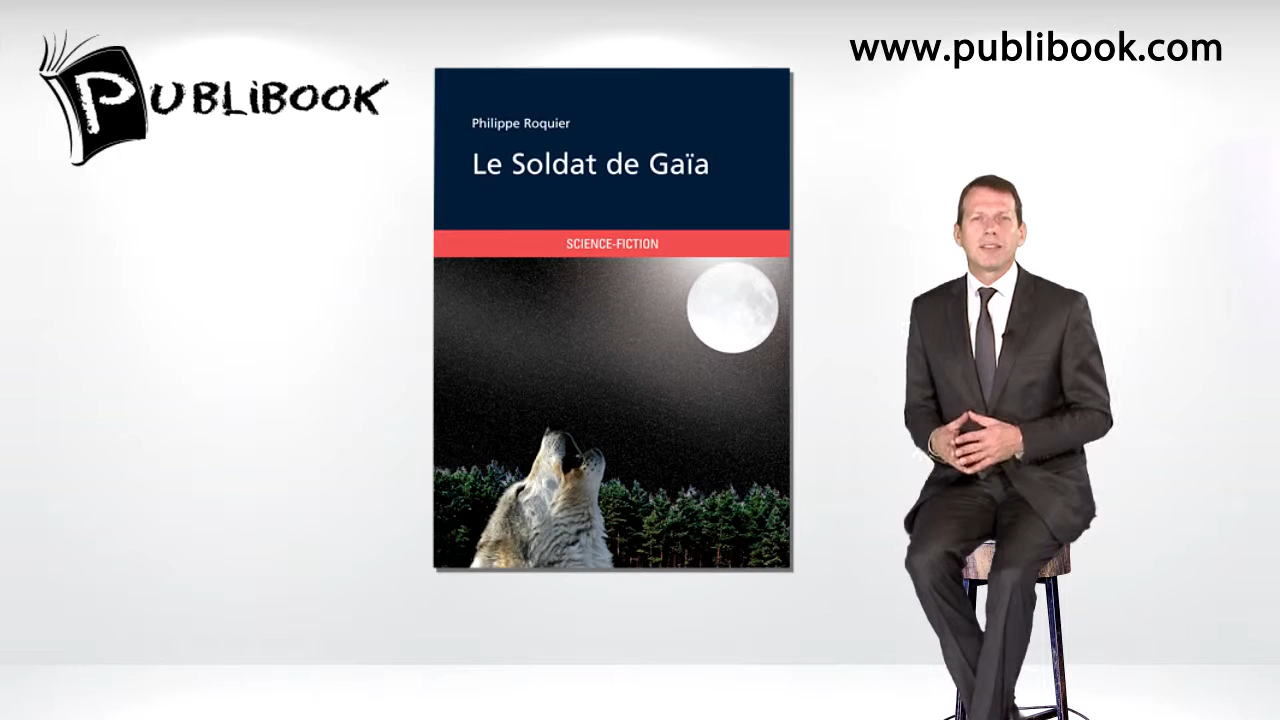 PUBLiBOOK
www.publibook.com
Philippe Roquier
Le Soldat de Gaïa
SCIENCE-FICTION